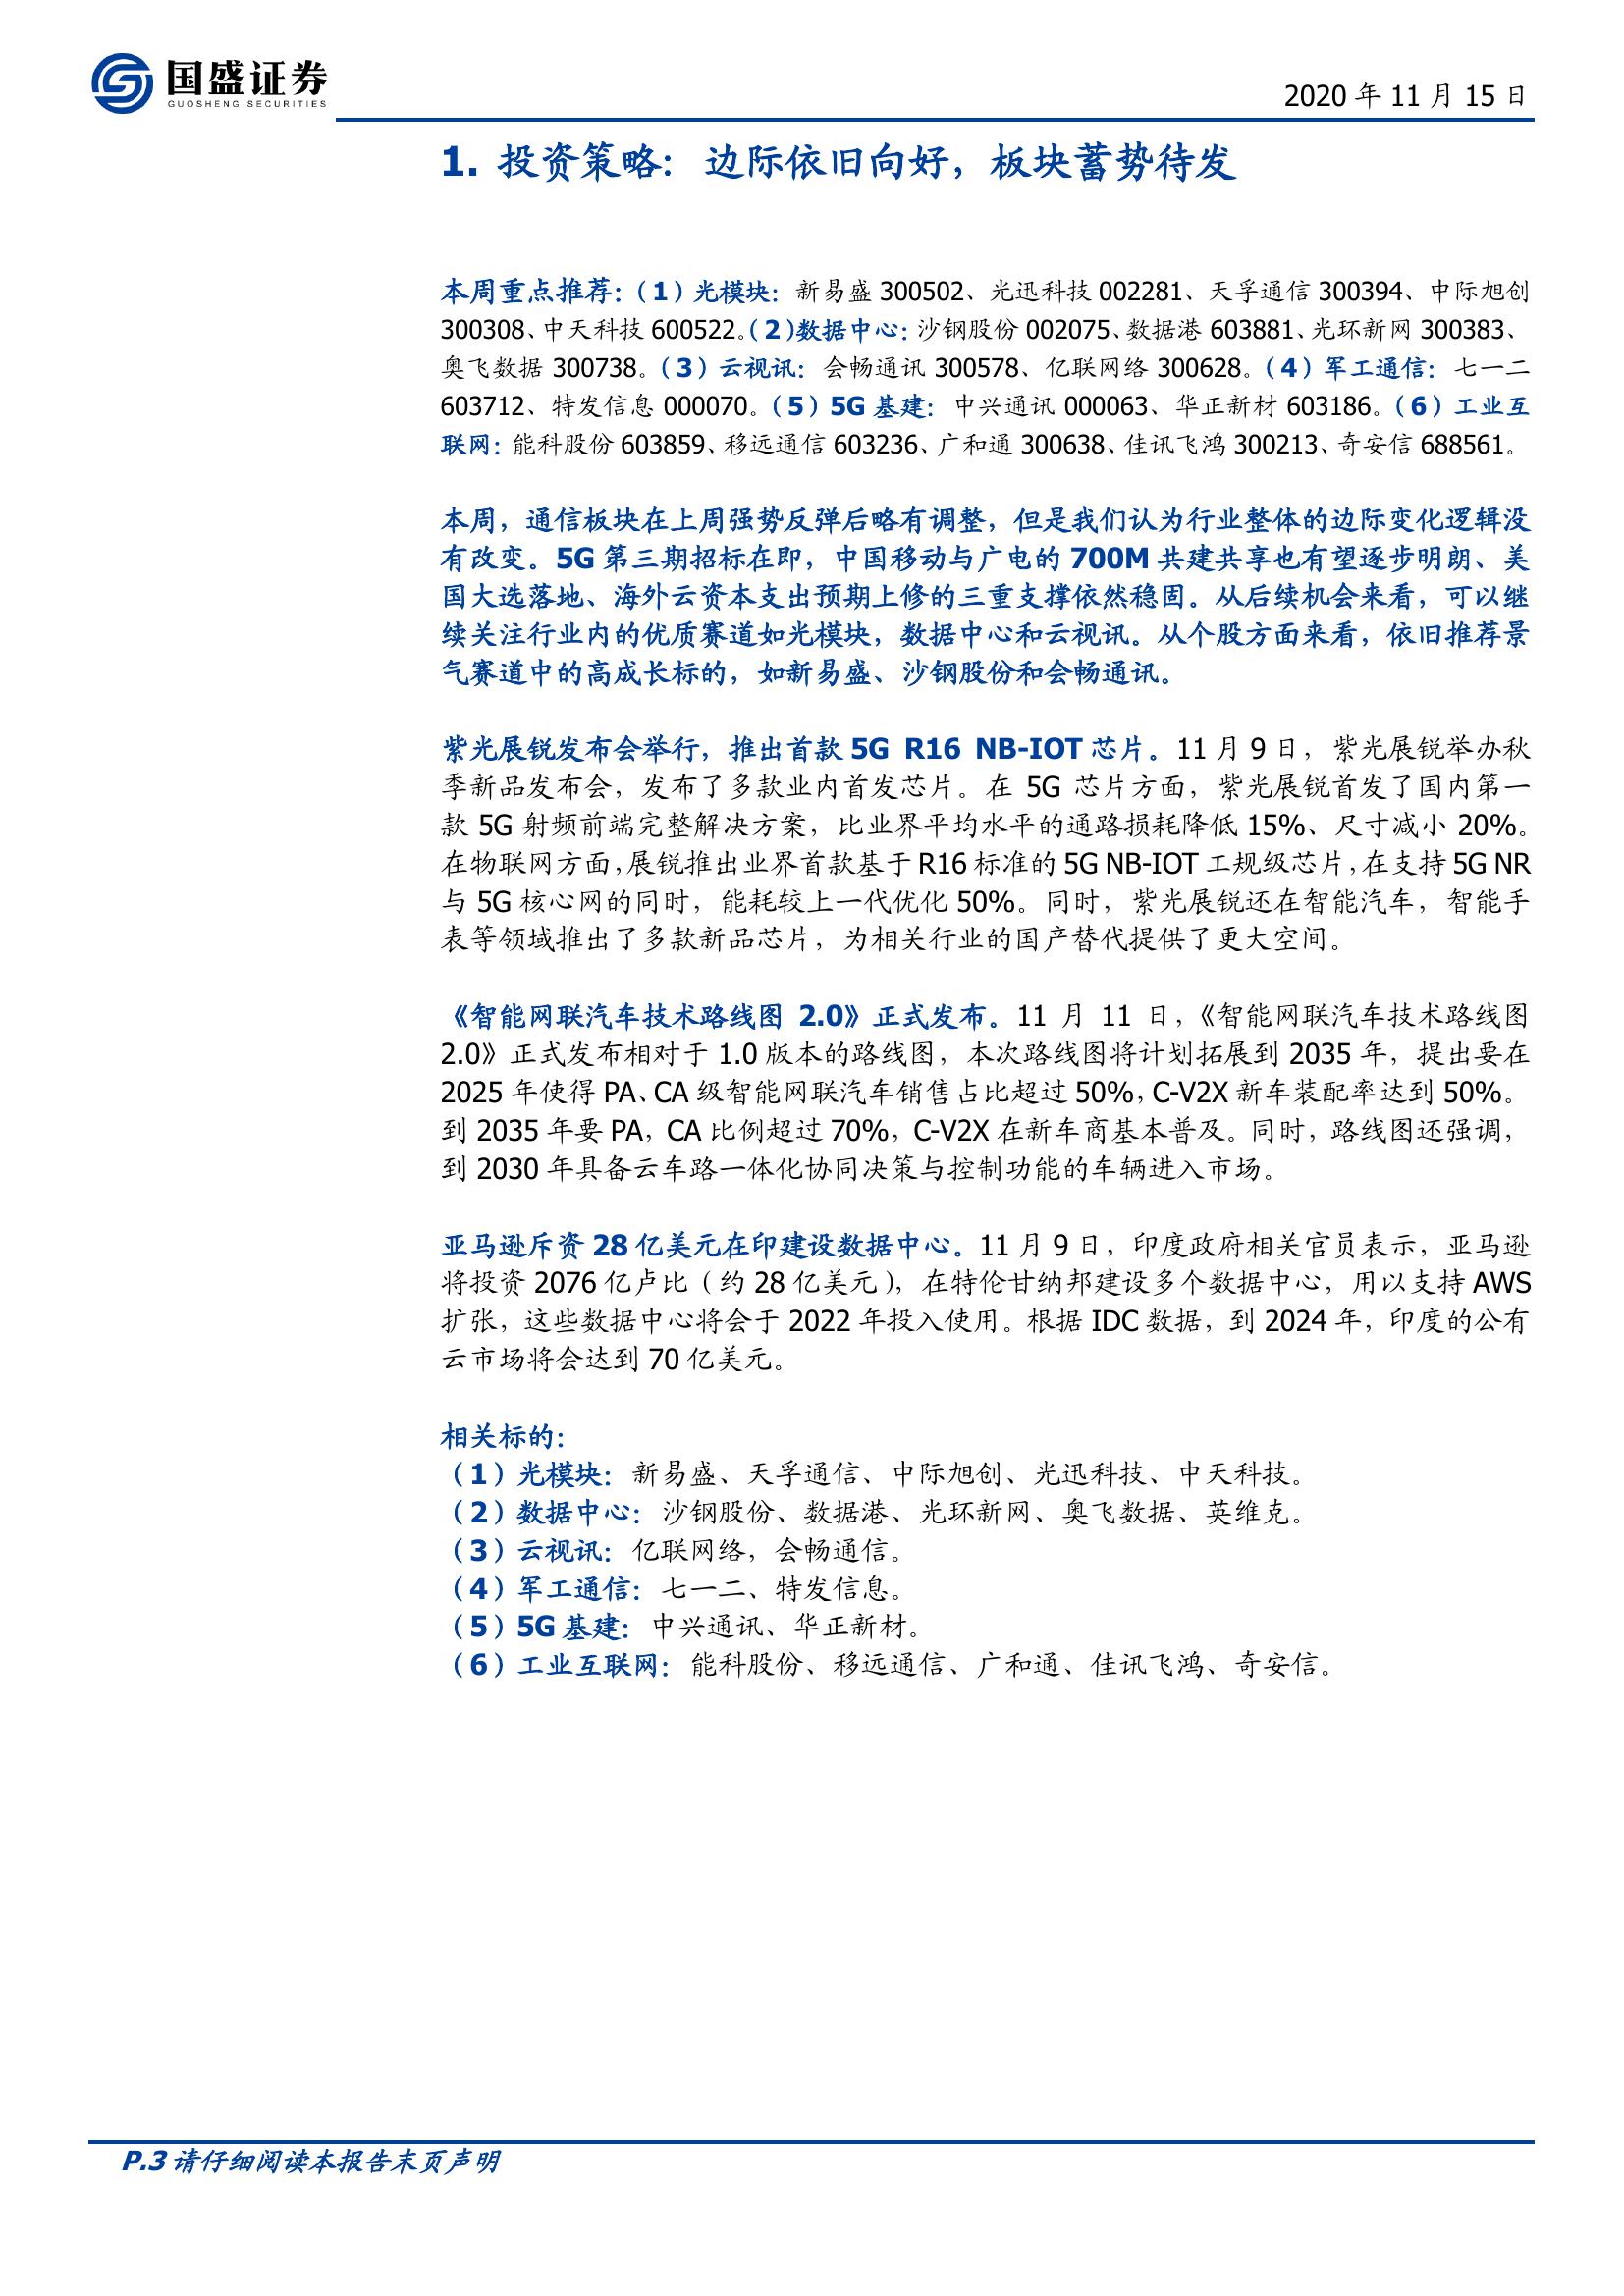 国盛证券
GUOSHENG SECURITIES
2020 年 11 月 15 日
1. 投资策略：边际依旧向好，板块蓄势待发
本周重点推荐：（1）光模块：新易盛 300502、光迅科技 002281、天孚通信 300394、中际旭创
300308、中天科技 600522。（2）数据中心：沙钢股份 002075、数据港 603881、光环新网 300383、
奥飞数据 300738。（3）云视讯：会畅通讯 300578、亿联网络 300628。（4）军工通信：七一二
603712、特发信息 000070。（5）5G 基建：中兴通讯 000063、华正新材 603186。（6）工业互
联网：能科股份 603859、移远通信 603236、广和通 300638、佳讯飞鸿 300213、奇安信 688561。
本周，通信板块在上周强势反弹后略有调整，但是我们认为行业整体的边际变化逻辑没
有改变。5G 第三期招标在即，中国移动与广电的 700M 共建共享也有望逐步明朗、美
国大选落地、海外云资本支出预期上修的三重支撑依然稳固。从后续机会来看，可以继
续关注行业内的优质赛道如光模块，数据中心和云视讯。从个股方面来看，依旧推荐景
气赛道中的高成长标的，如新易盛、沙钢股份和会畅通讯。
紫光展锐发布会举行，推出首款 5G R16 NB-IOT 芯片。11 月 9 日，紫光展锐举办秋
季新品发布会，发布了多款业内首发芯片。在 5G 芯片方面，紫光展锐首发了国内第一
款 5G 射频前端完整解决方案，比业界平均水平的通路损耗降低 15%、尺寸减小 20%。
在物联网方面，展锐推出业界首款基于 R16 标准的 5G NB-IOT 工规级芯片，在支持 5G NR
与 5G 核心网的同时，能耗较上一代优化 50%。同时，紫光展锐还在智能汽车，智能手
表等领域推出了多款新品芯片，为相关行业的国产替代提供了更大空间。
《智能网联汽车技术路线图 2.0》正式发布。11 月 11 日，《智能网联汽车技术路线图
2.0》正式发布相对于 1.0 版本的路线图，本次路线图将计划拓展到 2035 年，提出要在
2025 年使得 PA、CA 级智能网联汽车销售占比超过 50%，C-V2X 新车装配率达到 50%。
到 2035 年要 PA，CA 比例超过 70%，C-V2X 在新车商基本普及。同时，路线图还强调，
到 2030 年具备云车路一体化协同决策与控制功能的车辆进入市场。
亚马逊斥资 28 亿美元在印建设数据中心。11 月 9 日，印度政府相关官员表示，亚马逊
将投资 2076 亿卢比（约 28 亿美元），在特伦甘纳邦建设多个数据中心，用以支持 AWS
扩张，这些数据中心将会于 2022 年投入使用。根据 IDC 数据，到 2024 年，印度的公有
云市场将会达到 70 亿美元。
相关标的：
（1）光模块：新易盛、天孚通信、中际旭创、光迅科技、中天科技。
（2）数据中心：沙钢股份、数据港、光环新网、奥飞数据、英维克。
（3）云视讯：亿联网络，会畅通信。
（4）军工通信：七一二、特发信息。
（5）5G 基建：中兴通讯、华正新材。
（6）工业互联网：能科股份、移远通信、广和通、佳讯飞鸿、奇安信。
P.3 请仔细阅读本报告末页声明